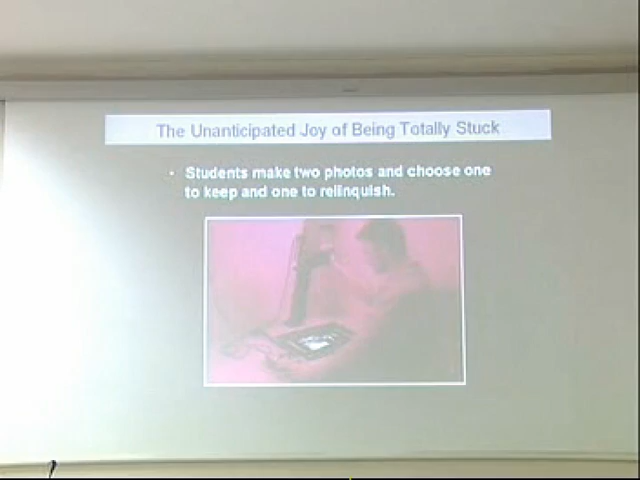 The Unanticipated Joy of Being Totally Stuck
• Students make two photos and choose one
to keep and one to relinquish.